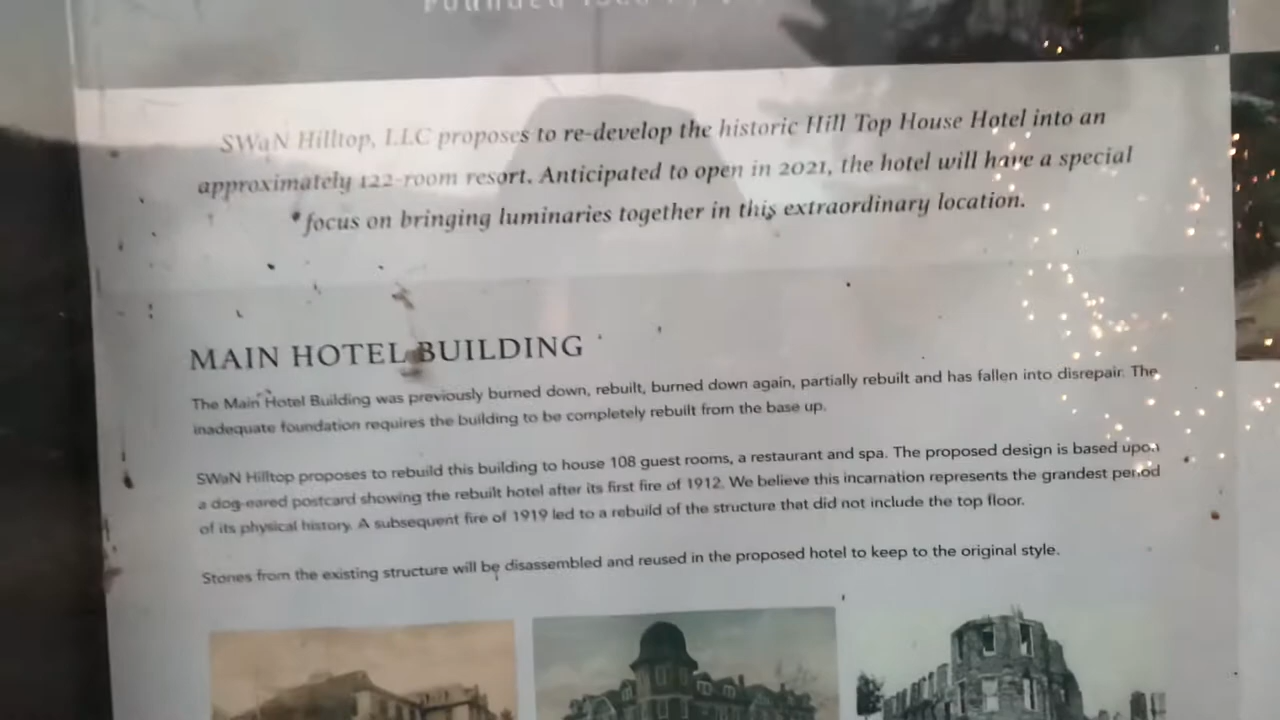 Founded
SWaN Hilltop, LLC proposes to re-develop the historic Hill Top House Hotel into an
approximately 122-room resort. Anticipated to open in 2021, the hotel will have a special
focus on bringing luminaries together in this extraordinary location.
MAIN HOTEL BUILDING
The Main Hotel Building was previously burned down, rebuilt, burned down again, partially rebuilt and has fallen into disrepair. The
inadequate foundation requires the building to be completely rebuilt from the base up.
SWaN Hilltop proposes to rebuild this building to house 108 guest rooms, a restaurant and spa. The proposed design is based upon
a dog-eared postcard showing the rebuilt hotel after its first fire of 1912. We believe this incarnation represents the grandest period
of its physical history. A subsequent fire of 1919 led to a rebuild of the structure that did not include the top floor.
Stones from the existing structure will be disassembled and reused in the proposed hotel to keep to the original style.